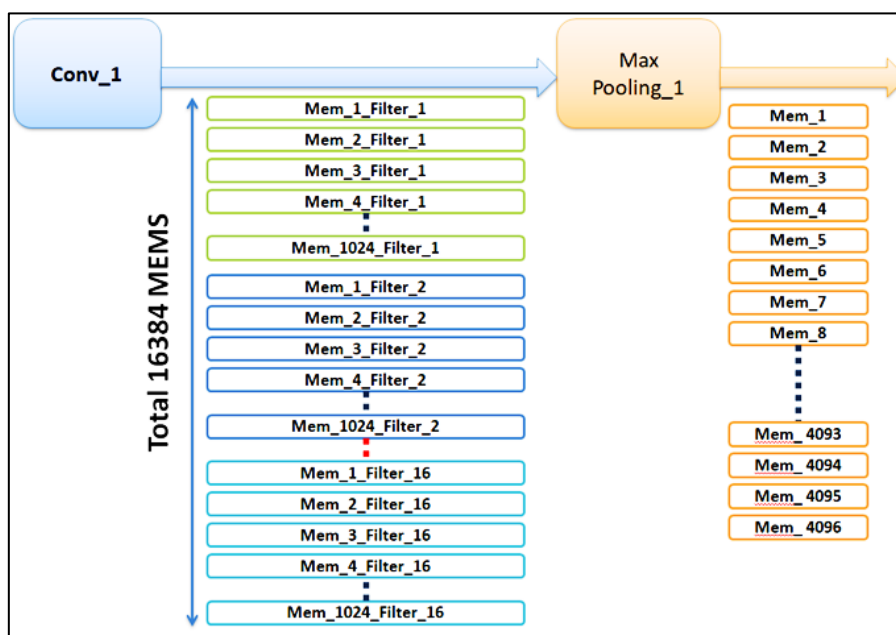 Conv_1
Max
Pooling_1
Total 16384 MEMS
Mem_1_Filter_1
Mem_2_Filter_1
Mem_3_Filter_1
Mem_4_Filter_1
Mem_1024_Filter_1
Mem_1_Filter_2
Mem_2_Filter_2
Mem_3_Filter_2
Mem_4_Filter_2
Mem_1024_Filter_2
Mem_1_Filter_16
Mem_2_Filter_16
Mem_3_Filter_16
Mem_4_Filter_16
Mem_1024_Filter_16
Mem_1
Mem_2
Mem_3
Mem_4
Mem_5
Mem_6
Mem_7
Mem_8
Mem_ 4093
Mem_ 4094
Mem_ 4095
Mem_ 4096